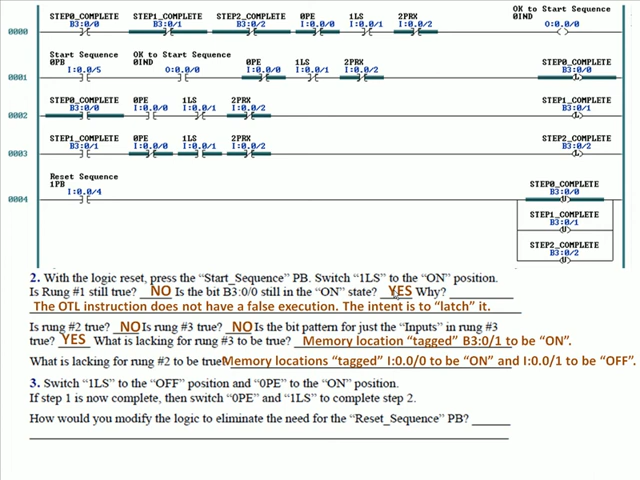 STEP0_COMPLETE STEP1_COMPLETE STEP2_COMPLETE 0PE 1LS 2PRX OK to Start Sequence
0IND
B3:0/0 B3:0/1 B3:0/2 I:0.0/0 I:0.0/1 I:0.0/2 O:0.0/0
0000
Start Sequence OK to Start Sequence
0PB 0IND 0PE 1LS 2PRX STEP0_COMPLETE
I:0.0/5 O:0.0/0 I:0.0/0 I:0.0/1 I:0.0/2 B3:0/0
0001 L
STEP0_COMPLETE 0PE 1LS 2PRX STEP1_COMPLETE
B3:0/0 I:0.0/0 I:0.0/1 I:0.0/2 B3:0/1
0002 L
STEP1_COMPLETE 0PE 1LS 2PRX STEP2_COMPLETE
B3:0/1 I:0.0/0 I:0.0/1 I:0.0/2 B3:0/2
0003 L
Reset Sequence
1PB STEP0_COMPLETE
I:0.0/4 B3:0/0
0004 U
STEP1_COMPLETE
B3:0/1
U
STEP2_COMPLETE
B3:0/2
U
2. With the logic reset, press the “Start_Sequence” PB. Switch “1LS” to the “ON” position.
Is Rung #1 still true? NO Is the bit B3:0/0 still in the “ON” state? YES Why?
The OTL instruction does not have a false execution. The intent is to “latch” it.
Is rung #2 true? NO Is rung #3 true? NO Is the bit pattern for just the “Inputs” in rung #3
true? YES What is lacking for rung #3 to be true? Memory location “tagged” B3:0/1 to be “ON”.
What is lacking for rung #2 to be true? Memory locations “tagged” I:0.0/0 to be “ON” and I:0.0/1 to be “OFF”.
3. Switch “1LS” to the “OFF” position and “0PE” to the “ON” position.
If step 1 is now complete, then switch “0PE” and “1LS” to complete step 2.
How would you modify the logic to eliminate the need for the “Reset_Sequence” PB?